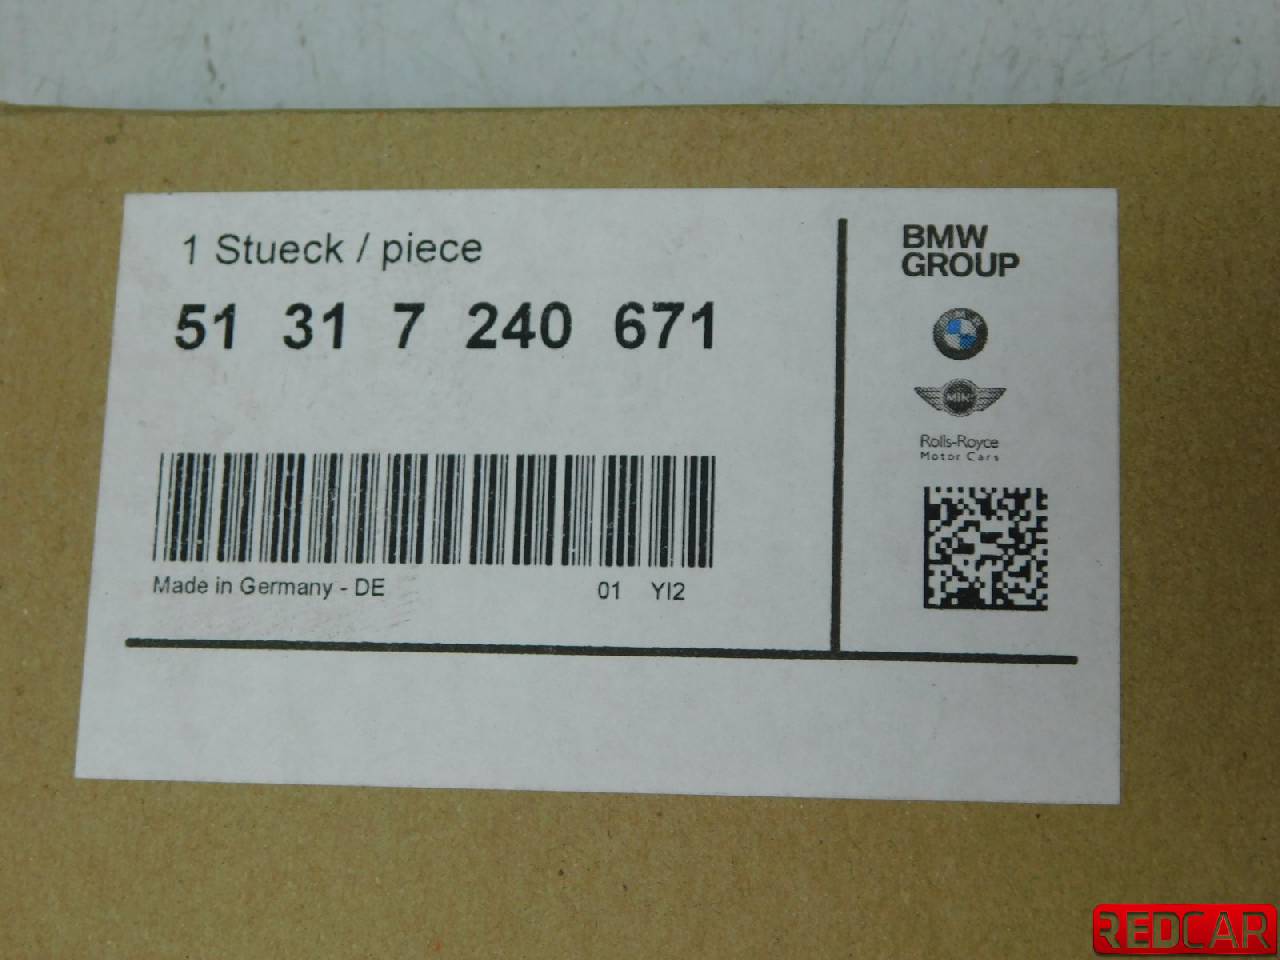 1 Stueck / piece
51 31 7 240 671
Made in Germany - DE
01 YI2
BMW
GROUP
BMW
MINI
Rolls-Royce
Motor Cars
REDCAR